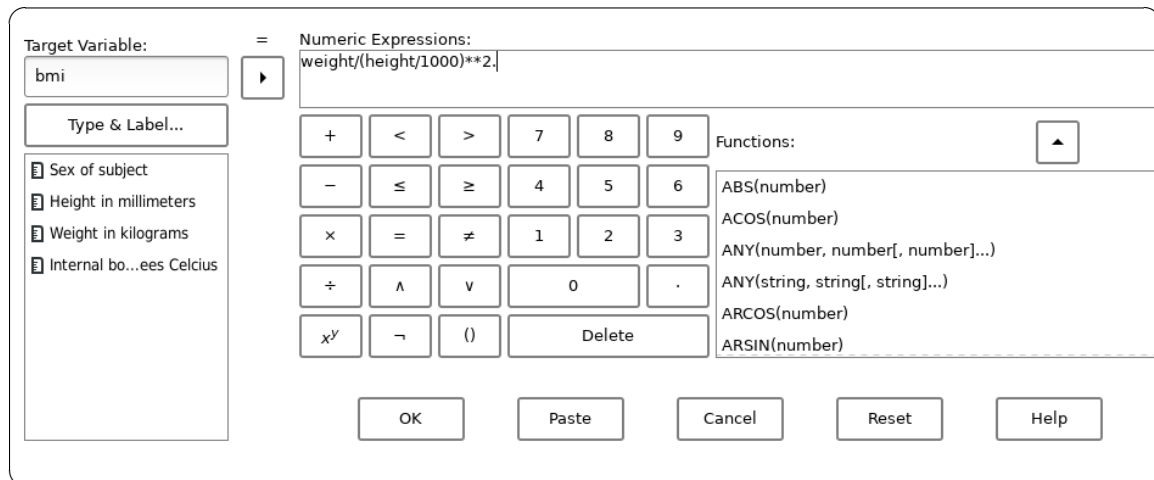 Target Variable:
=
Numeric Expressions:
bmi
weight/(height/1000)**2.
Type & Label...
Sex of subject
Height in millimeters
Weight in kilograms
Internal bo...ees Celcius
+ < > 7 8 9
− ≤ ≥ 4 5 6
× = ≠ 1 2 3
÷ ∧ ∨ 0 .
xʸ ¬ () Delete
Functions:
ABS(number)
ACOS(number)
ANY(number, number[, number]...)
ANY(string, string[, string]...)
ARCOS(number)
ARSIN(number)
OK Paste Cancel Reset Help